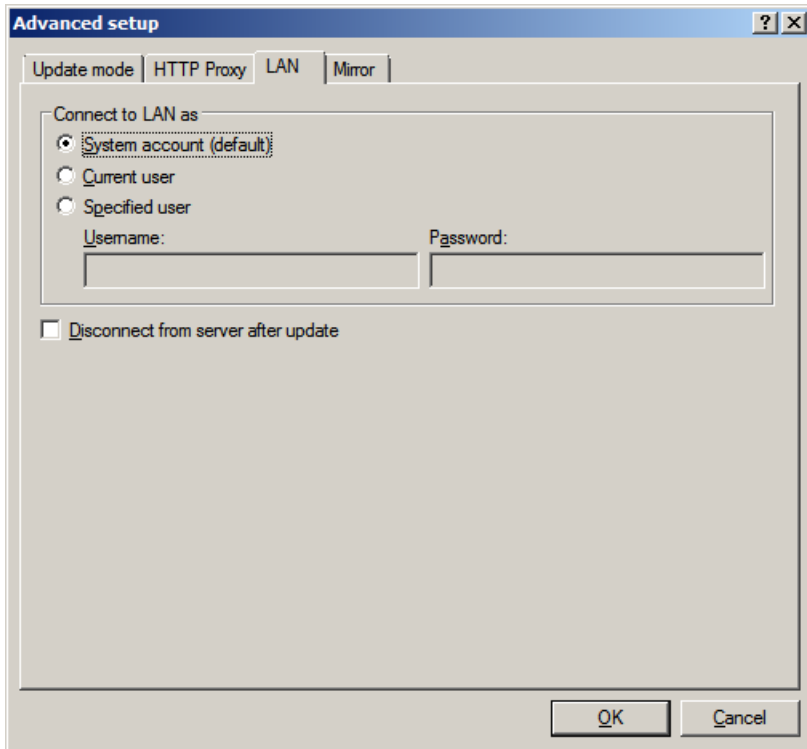 Advanced setup
Update mode HTTP Proxy LAN Mirror
Connect to LAN as
System account (default)
Current user
Specified user
Username: Password:
Disconnect from server after update
OK Cancel